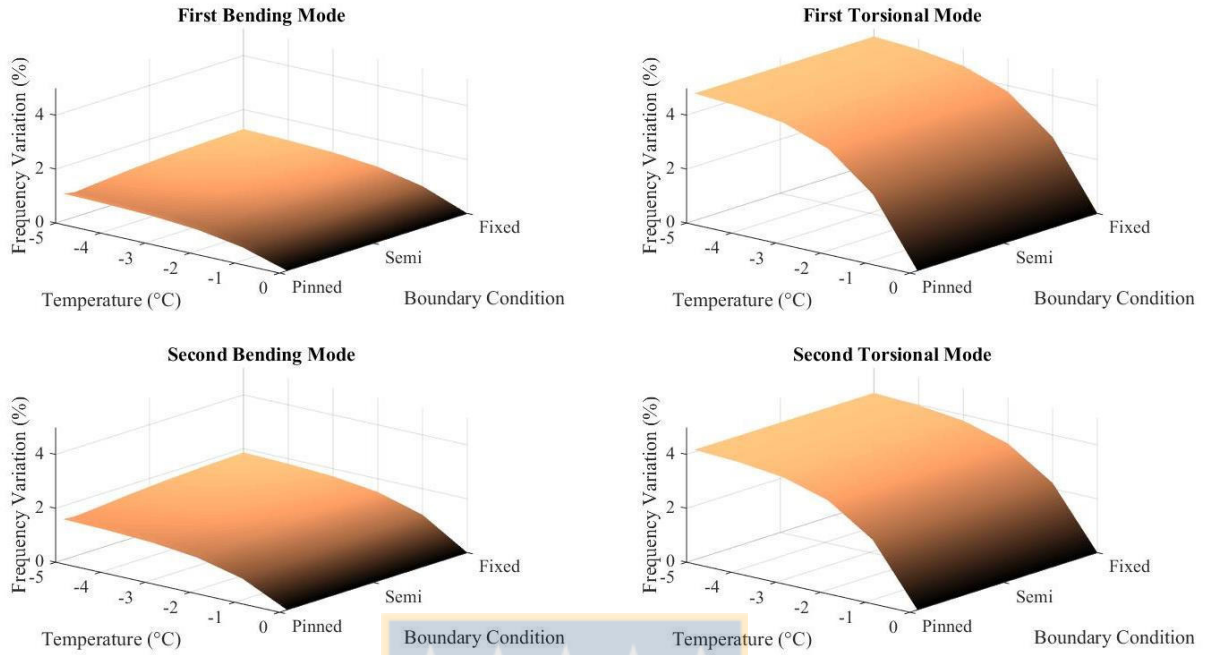 First Bending Mode
Frequency Variation (%)
4
2
0
-5
-4
-3
-2
-1
0
Temperature (°C)
Pinned
Semi
Fixed
Boundary Condition
First Torsional Mode
Frequency Variation (%)
4
2
0
-5
-4
-3
-2
-1
0
Temperature (°C)
Pinned
Semi
Fixed
Boundary Condition
Second Bending Mode
Frequency Variation (%)
4
2
0
-5
-4
-3
-2
-1
0
Temperature (°C)
Pinned
Semi
Fixed
Boundary Condition
Second Torsional Mode
Frequency Variation (%)
4
2
0
-5
-4
-3
-2
-1
0
Temperature (°C)
Pinned
Semi
Fixed
Boundary Condition